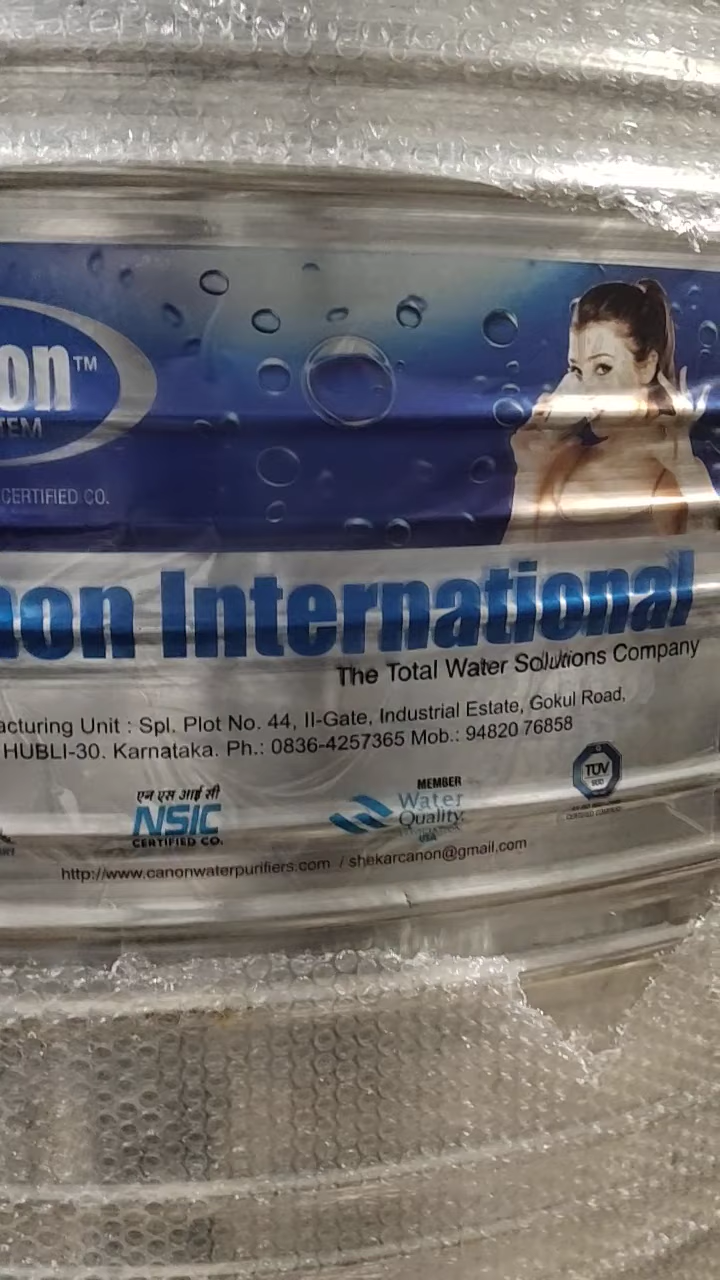 on™
TEM
CERTIFIED CO.
non International
The Total Water Solutions Company
acturing Unit : Spl. Plot No. 44, II-Gate, Industrial Estate, Gokul Road,
HUBLI-30. Karnataka. Ph.: 0836-4257365 Mob.: 94820 76858
एन एस आई सी
NSIC
CERTIFIED CO.
MEMBER
Water
Quality
USA
TUV
http://www.canonwaterpurifiers.com / shekarcanon@gmail.com